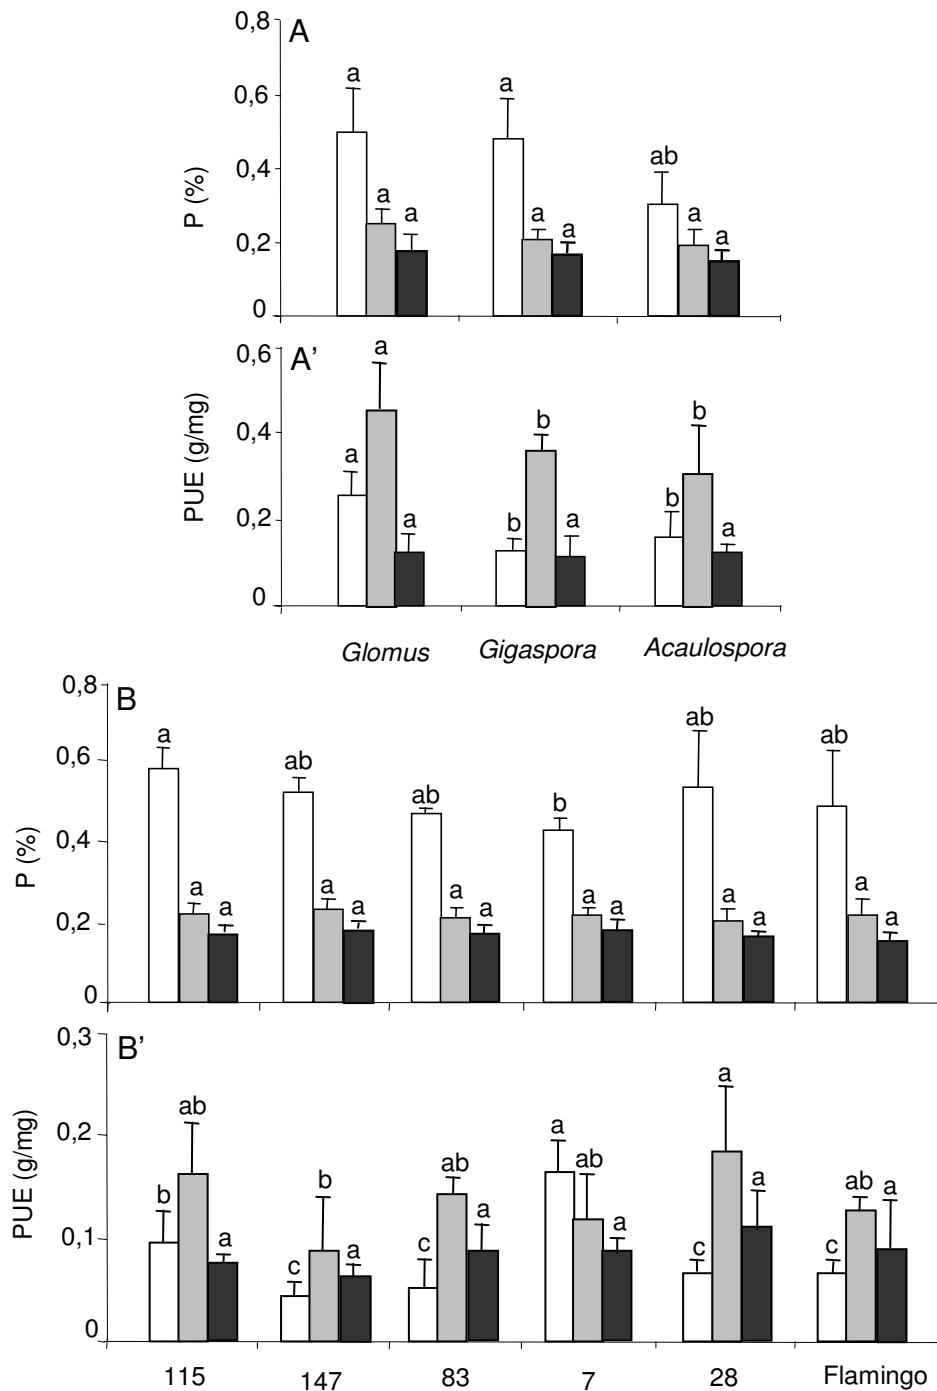 A
0,8
0,6
0,4
0,2
0
P (%)
a a a
a a a
ab a a
A’
0,6
0,4
0,2
0
PUE (g/mg)
a a a
b b a
b b a
Glomus Gigaspora Acaulospora
B
0,8
0,6
0,4
0,2
0
P (%)
a a a
ab a a
ab a a
b a a
ab a a
ab a a
B’
0,3
0,2
0,1
0
PUE (g/mg)
b ab a
c b a
c ab a
a ab a
c a a
c ab a
115 147 83 7 28 Flamingo